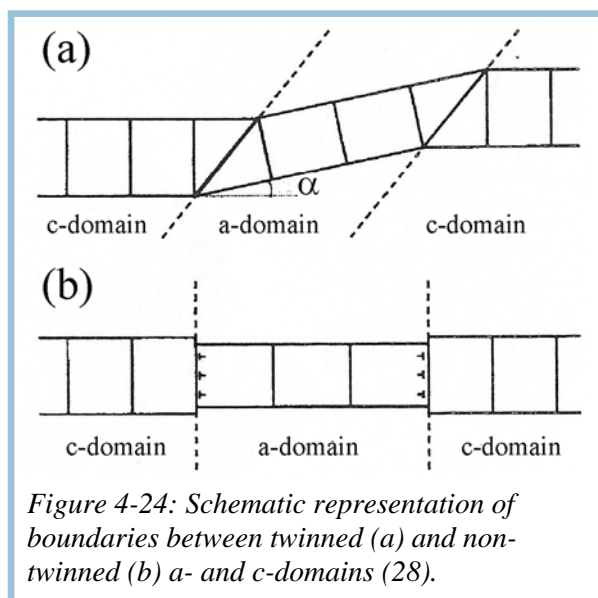 (a)
α
c-domain a-domain c-domain
(b)
c-domain a-domain c-domain
Figure 4-24: Schematic representation of
boundaries between twinned (a) and non-
twinned (b) a- and c-domains (28).